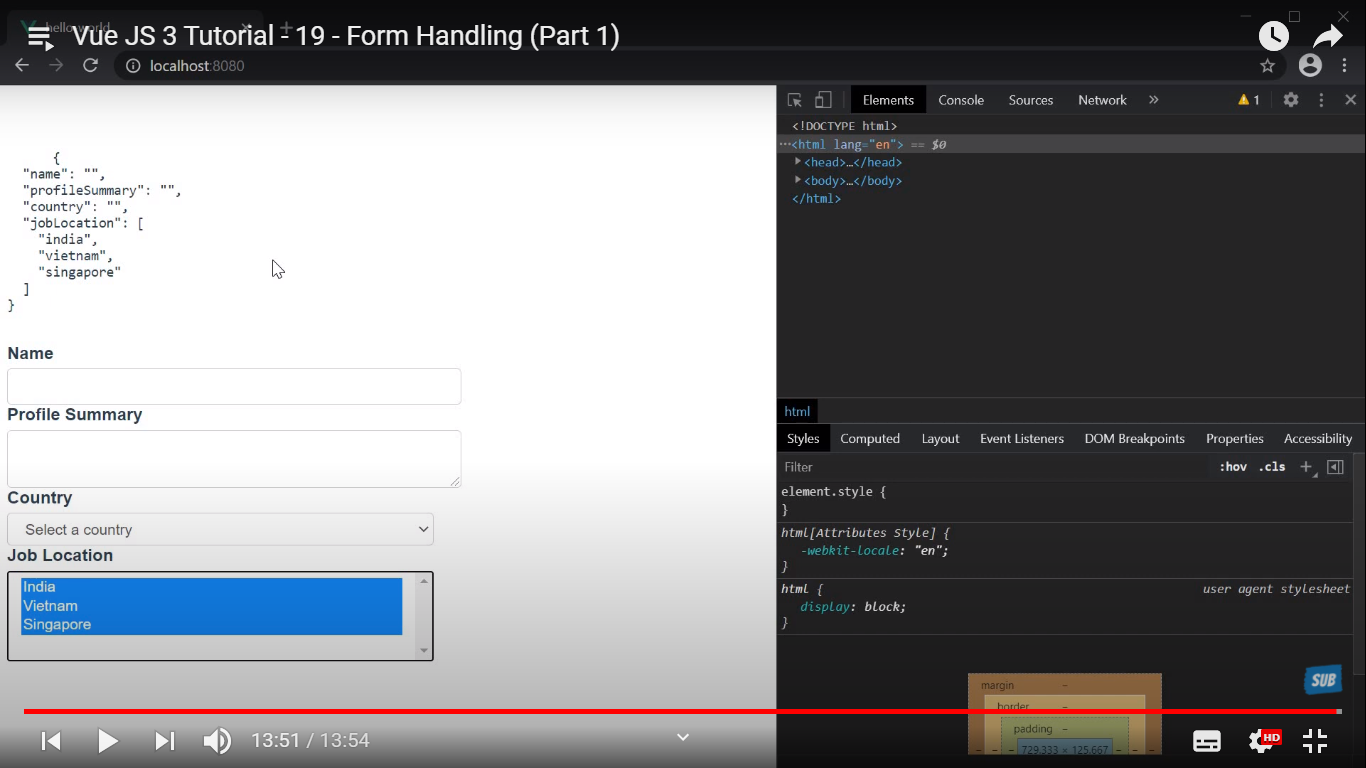 hello world
Vue JS 3 Tutorial - 19 - Form Handling (Part 1)
localhost:8080
{
"name": "",
"profileSummary": "",
"country": "",
"jobLocation": [
"india",
"vietnam",
"singapore"
]
}
Name
Profile Summary
Country
Select a country
Job Location
India
Vietnam
Singapore
Elements Console Sources Network » 1
<!DOCTYPE html>
···<html lang="en"> == $0
<head>…</head>
<body>…</body>
</html>
html
Styles Computed Layout Event Listeners DOM Breakpoints Properties Accessibility
Filter :hov .cls +
element.style {
}
html[Attributes Style] {
-webkit-locale: "en";
}
html { user agent stylesheet
display: block;
}
SUB
margin –
border –
padding –
– – – 729.333 × 125.667 – – –
13:51 / 13:54
HD